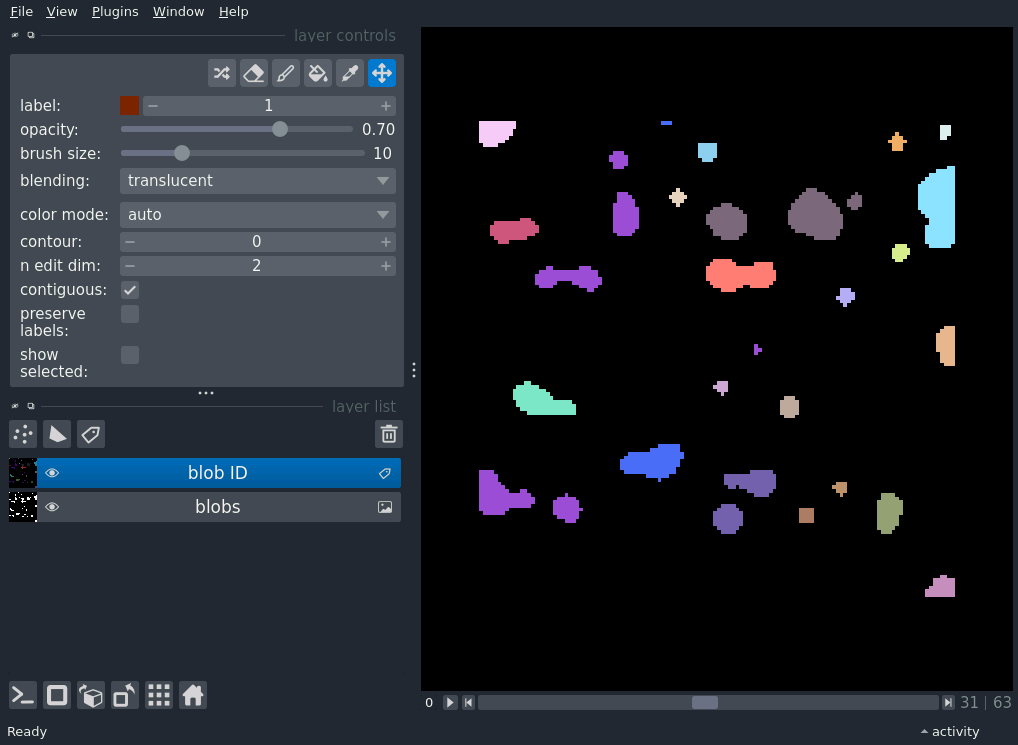 File View Plugins Window Help
layer controls
label: 1
opacity: 0.70
brush size: 10
blending: translucent
color mode: auto
contour: 0
n edit dim: 2
contiguous:
preserve
labels:
show
selected:
layer list
blob ID
blobs
0 31 63
Ready activity